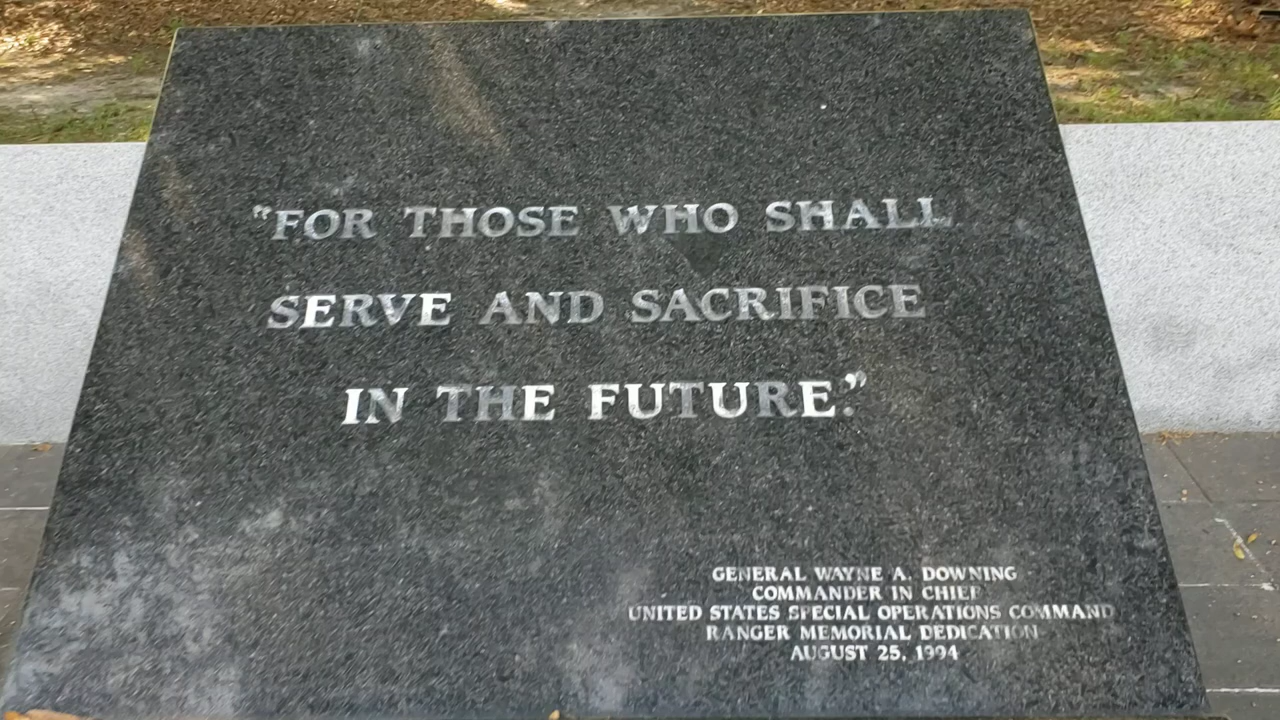 "FOR THOSE WHO SHALL
SERVE AND SACRIFICE
IN THE FUTURE."
GENERAL WAYNE A. DOWNING
COMMANDER IN CHIEF
UNITED STATES SPECIAL OPERATIONS COMMAND
RANGER MEMORIAL DEDICATION
AUGUST 25, 1994